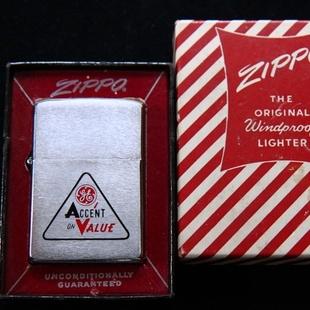 ZIPPO
GE
ACCENT
ON VALUE
UNCONDITIONALLY
GUARANTEED
ZIPPO
THE
ORIGINAL
Windproof
LIGHTER